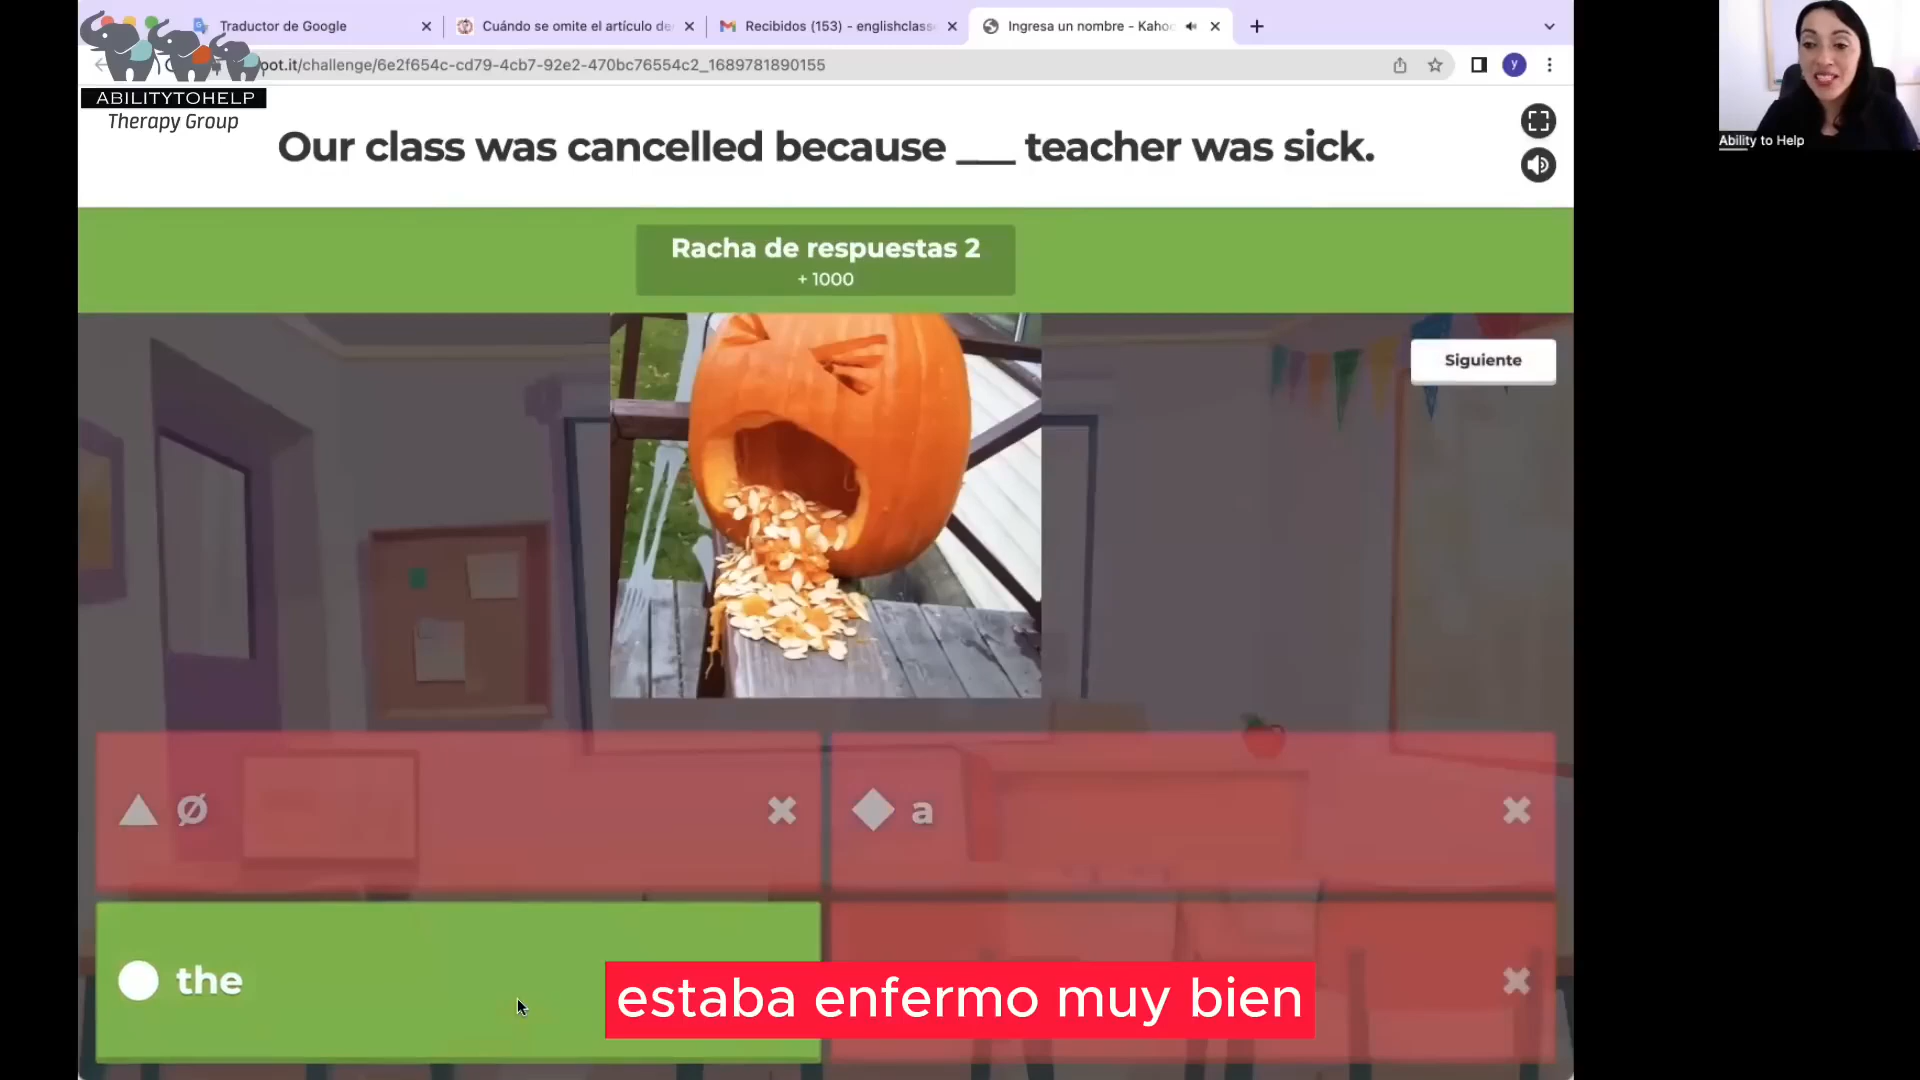 Traductor de Google
Cuándo se omite el artículo de
Recibidos (153) - englishclass
Ingresa un nombre - Kahoo
oot.it/challenge/6e2f654c-cd79-4cb7-92e2-470bc76554c2_1689781890155
y
ABILITYTOHELP
Therapy Group
Ability to Help
Our class was cancelled because ___ teacher was sick.
Racha de respuestas 2
+ 1000
Siguiente
Ø
a
the
estaba enfermo muy bien